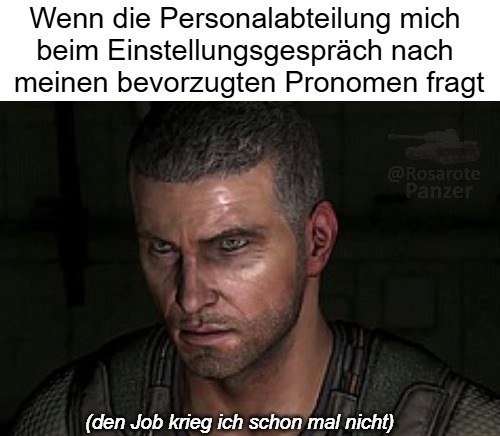 Wenn die Personalabteilung mich
beim Einstellungsgespräch nach
meinen bevorzugten Pronomen fragt
@Rosarote
Panzer
(den Job krieg ich schon mal nicht)